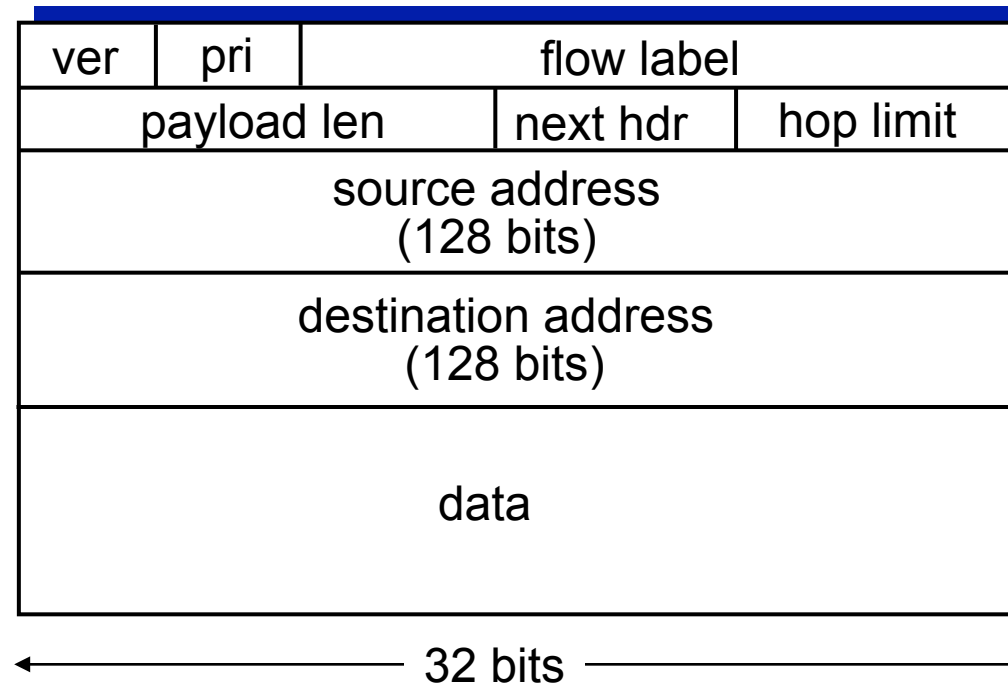 ver pri flow label
payload len next hdr hop limit
source address
(128 bits)
destination address
(128 bits)
data
32 bits